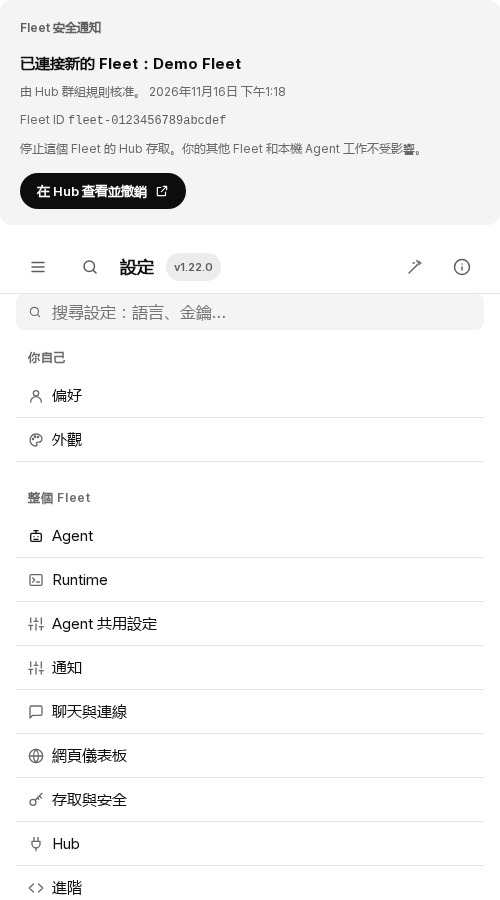 Fleet 安全通知
已連接新的 Fleet：Demo Fleet
由 Hub 群組規則核准。 2026年11月16日 下午1:18
Fleet ID fleet-0123456789abcdef
停止這個 Fleet 的 Hub 存取。你的其他 Fleet 和本機 Agent 工作不受影響。
在 Hub 查看並撤銷
設定 v1.22.0
搜尋設定：語言、金鑰…
你自己
偏好
外觀
整個 Fleet
Agent
Runtime
Agent 共用設定
通知
聊天與連線
網頁儀表板
存取與安全
Hub
進階